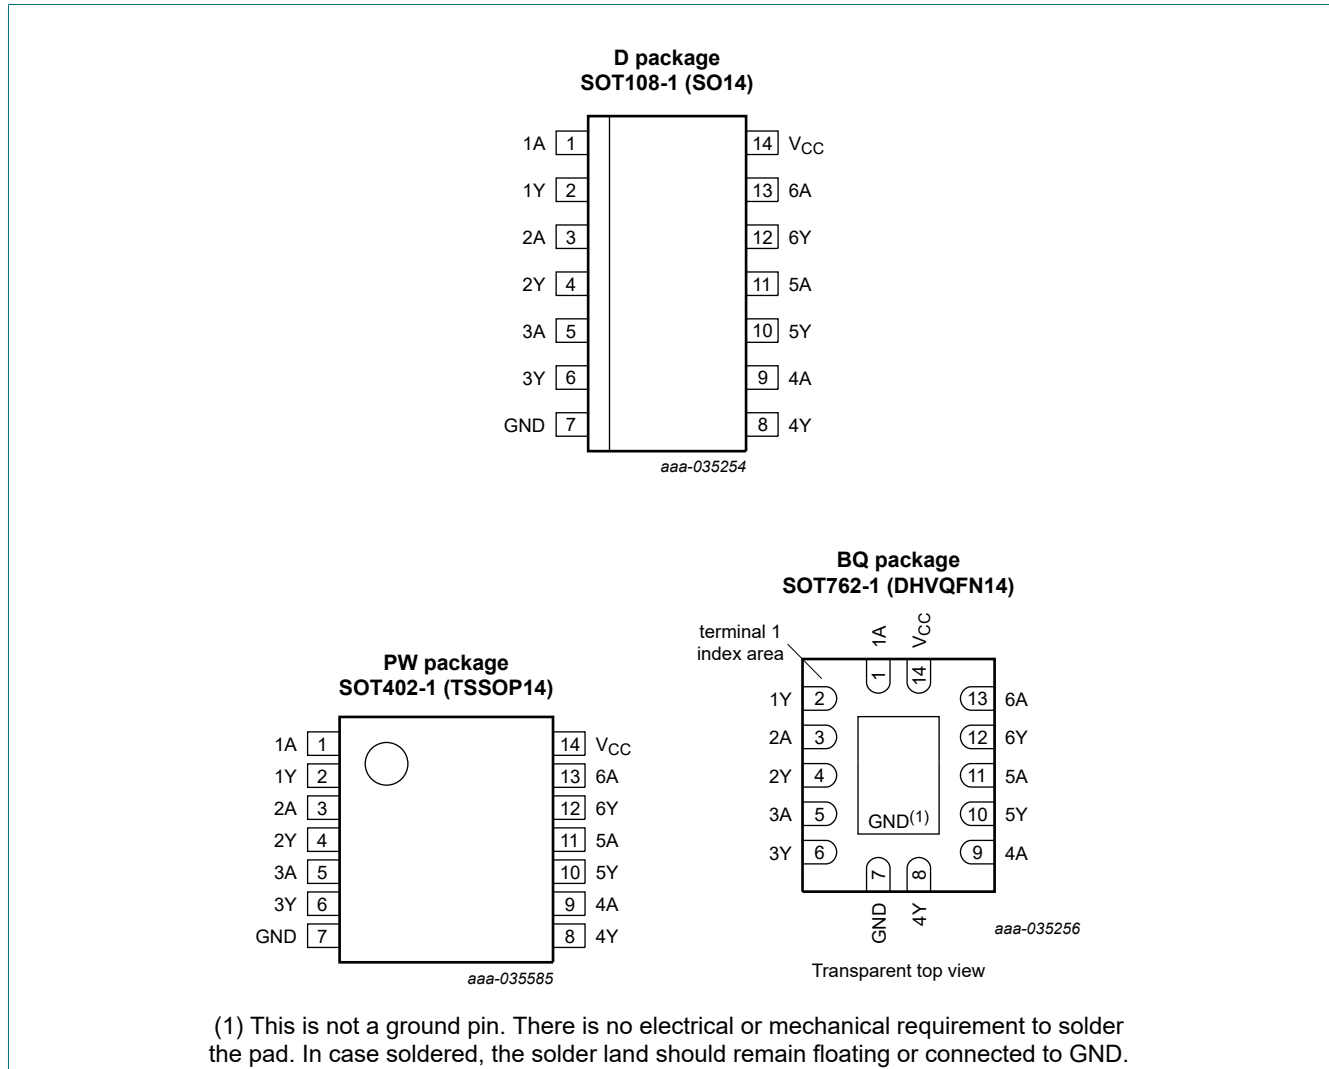 D package
SOT108-1 (SO14)
1A 1 14 VCC
1Y 2 13 6A
2A 3 12 6Y
2Y 4 11 5A
3A 5 10 5Y
3Y 6 9 4A
GND 7 8 4Y
aaa-035254
PW package
SOT402-1 (TSSOP14)
1A 1 14 VCC
1Y 2 13 6A
2A 3 12 6Y
2Y 4 11 5A
3A 5 10 5Y
3Y 6 9 4A
GND 7 8 4Y
aaa-035585
BQ package
SOT762-1 (DHVQFN14)
terminal 1
index area
1A VCC
1 14
1Y 2 13 6A
2A 3 12 6Y
2Y 4 11 5A
3A 5 GND(1) 10 5Y
3Y 6 9 4A
7 8
GND 4Y
aaa-035256
Transparent top view
(1) This is not a ground pin. There is no electrical or mechanical requirement to solder
the pad. In case soldered, the solder land should remain floating or connected to GND.